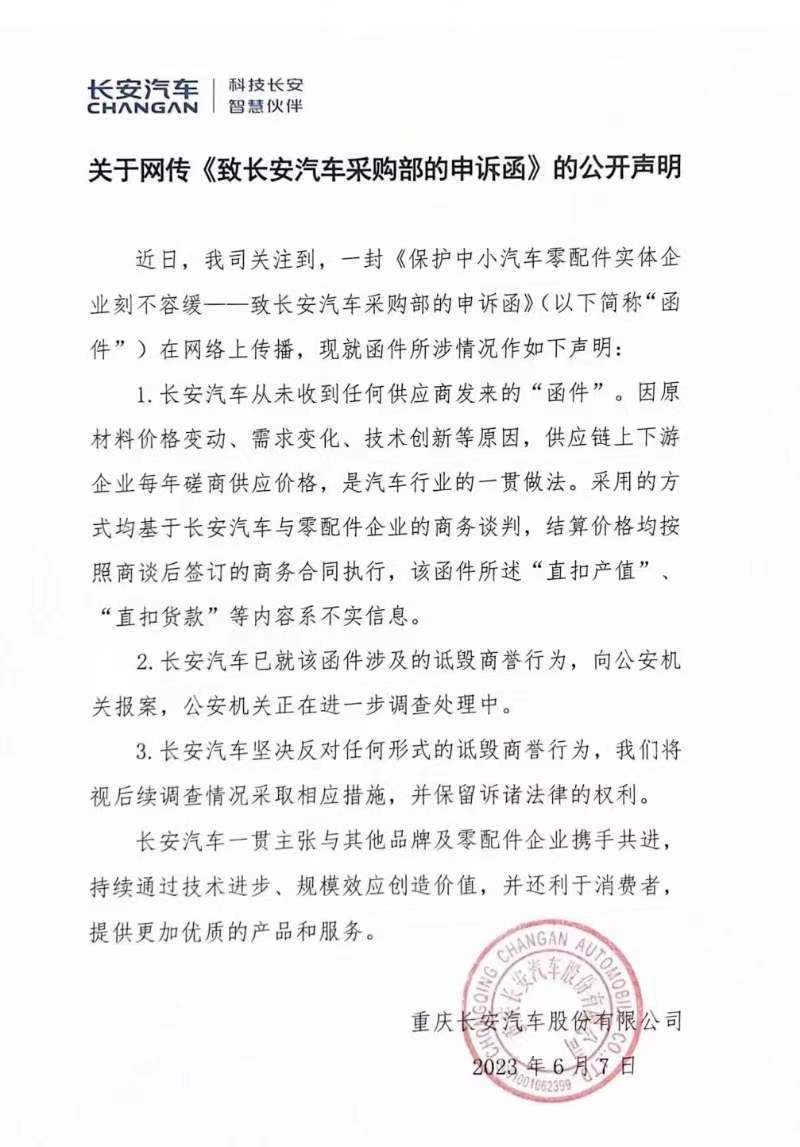 长安汽车 科技长安
CHANGAN 智慧伙伴
关于网传《致长安汽车采购部的申诉函》的公开声明
近日，我司关注到，一封《保护中小汽车零配件实体企
业刻不容缓——致长安汽车采购部的申诉函》（以下简称“函
件”）在网络上传播，现就函件所涉情况作如下声明：
1.长安汽车从未收到任何供应商发来的“函件”。因原
材料价格变动、需求变化、技术创新等原因，供应链上下游
企业每年磋商供应价格，是汽车行业的一贯做法。采用的方
式均基于长安汽车与零配件企业的商务谈判，结算价格均按
照商谈后签订的商务合同执行，该函件所述“直扣产值”、
“直扣货款”等内容系不实信息。
2.长安汽车已就该函件涉及的诋毁商誉行为，向公安机
关报案，公安机关正在进一步调查处理中。
3.长安汽车坚决反对任何形式的诋毁商誉行为，我们将
视后续调查情况采取相应措施，并保留诉诸法律的权利。
长安汽车一贯主张与其他品牌及零配件企业携手共进，
持续通过技术进步、规模效应创造价值，并还利于消费者，
提供更加优质的产品和服务。
CHONGQING CHANGAN AUTOMOBILE CO.,LTD
重庆长安汽车股份有限公司
重庆长安汽车股份有限公司
2023 年 6 月 7 日